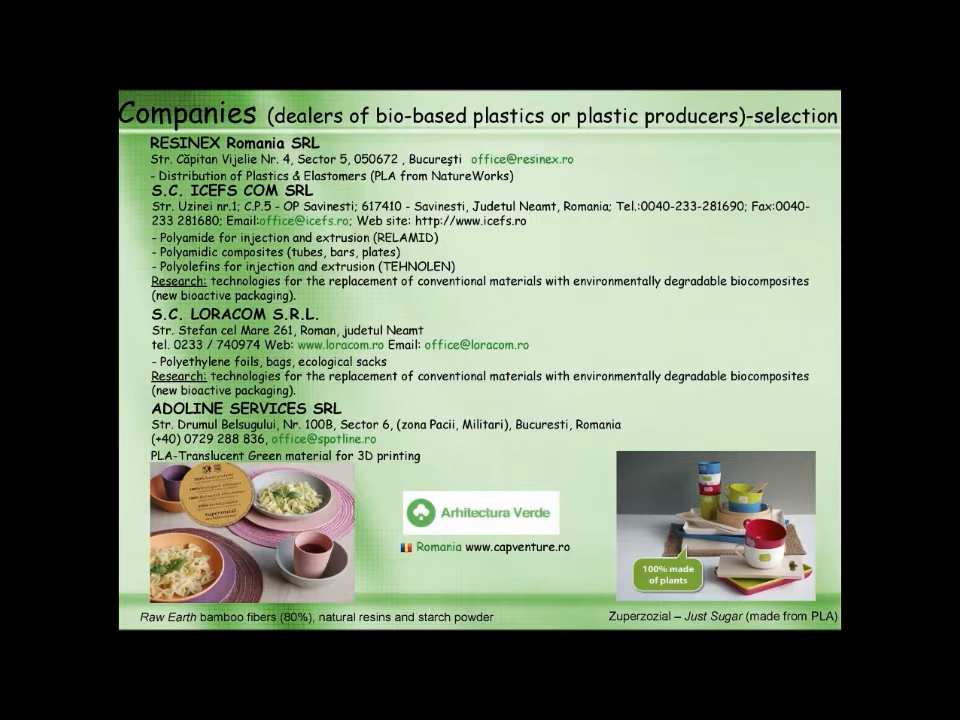 Companies (dealers of bio-based plastics or plastic producers)-selection
RESINEX Romania SRL
Str. Căpitan Vijelie Nr. 4, Sector 5, 050672 , Bucureşti office@resinex.ro
- Distribution of Plastics & Elastomers (PLA from NatureWorks)
S.C. ICEFS COM SRL
Str. Uzinei nr.1; C.P.5 - OP Savinesti; 617410 - Savinesti, Judetul Neamt, Romania; Tel.:0040-233-281690; Fax:0040-
233 281680; Email:office@icefs.ro; Web site: http://www.icefs.ro
- Polyamide for injection and extrusion (RELAMID)
- Polyamidic composites (tubes, bars, plates)
- Polyolefins for injection and extrusion (TEHNOLEN)
Research: technologies for the replacement of conventional materials with environmentally degradable biocomposites
(new bioactive packaging).
S.C. LORACOM S.R.L.
Str. Stefan cel Mare 261, Roman, judetul Neamt
tel. 0233 / 740974 Web: www.loracom.ro Email: office@loracom.ro
- Polyethylene foils, bags, ecological sacks
Research: technologies for the replacement of conventional materials with environmentally degradable biocomposites
(new bioactive packaging).
ADOLINE SERVICES SRL
Str. Drumul Belsugului, Nr. 100B, Sector 6, (zona Pacii, Militari), Bucuresti, Romania
(+40) 0729 288 836, office@spotline.ro
PLA-Translucent Green material for 3D printing
Arhitectura Verde
Romania www.capventure.ro
100% made
of plants
Raw Earth bamboo fibers (80%), natural resins and starch powder
Zuperzozial – Just Sugar (made from PLA)